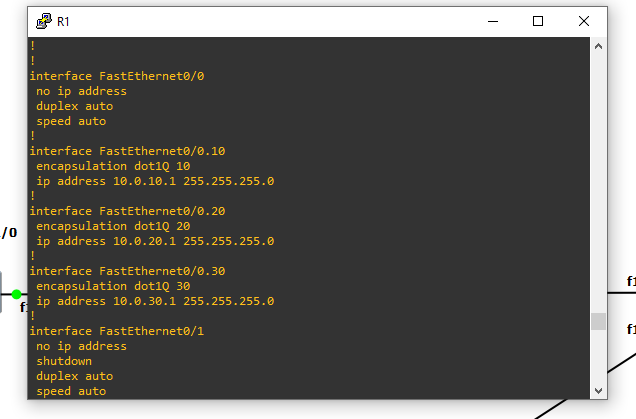 R1
!
!
interface FastEthernet0/0
 no ip address
 duplex auto
 speed auto
!
interface FastEthernet0/0.10
 encapsulation dot1Q 10
 ip address 10.0.10.1 255.255.255.0
!
interface FastEthernet0/0.20
 encapsulation dot1Q 20
 ip address 10.0.20.1 255.255.255.0
!
interface FastEthernet0/0.30
 encapsulation dot1Q 30
 ip address 10.0.30.1 255.255.255.0
!
interface FastEthernet0/1
 no ip address
 shutdown
 duplex auto
 speed auto
/0